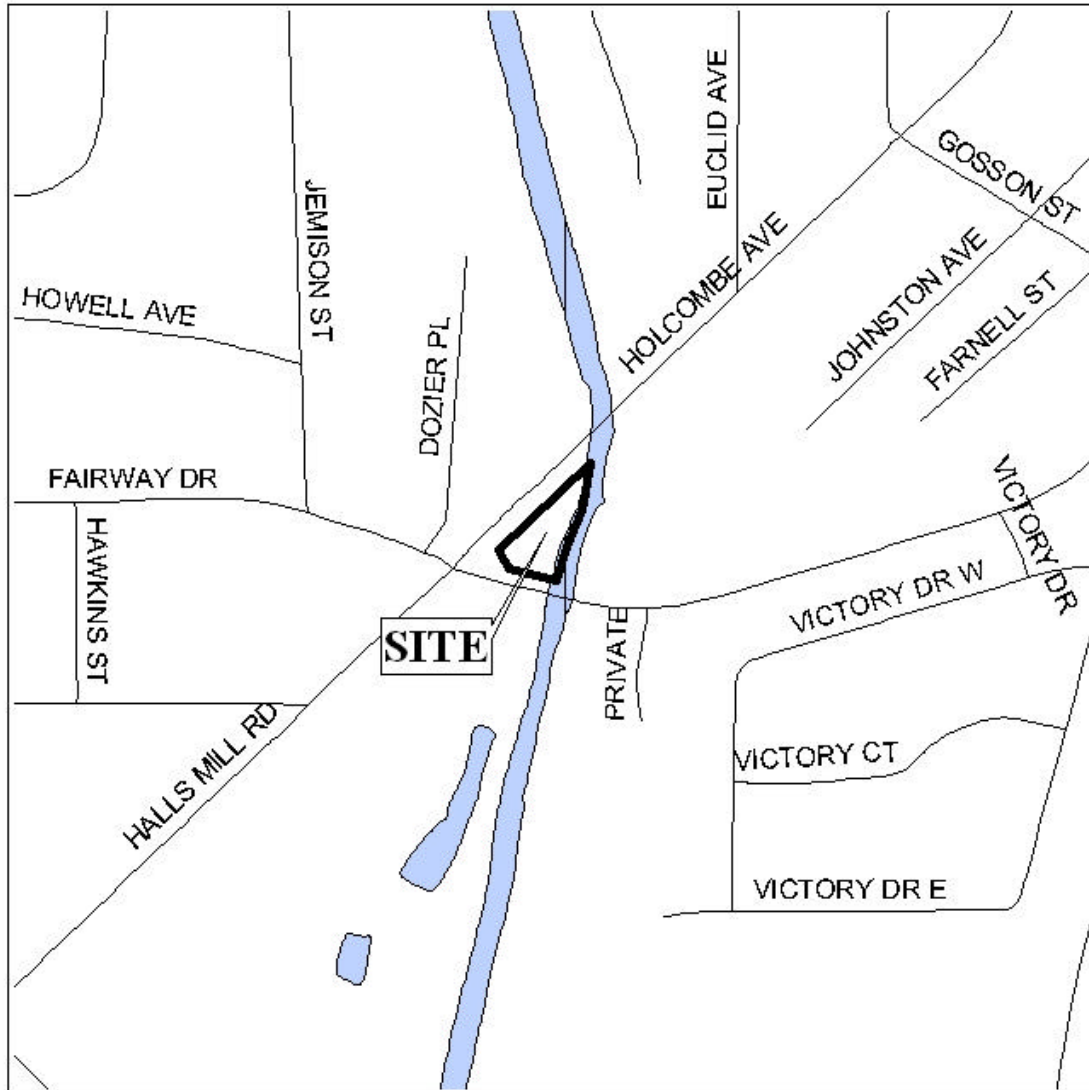 EUCLID AVE
GOSSON ST
JEMISON ST
HOLCOMBE AVE
JOHNSTON AVE
HOWELL AVE
FARNELL ST
DOZIER PL
FAIRWAY DR
VICTORY DR
HAWKINS ST
VICTORY DR W
SITE
PRIVATE
HALLS MILL RD
VICTORY CT
VICTORY DR E